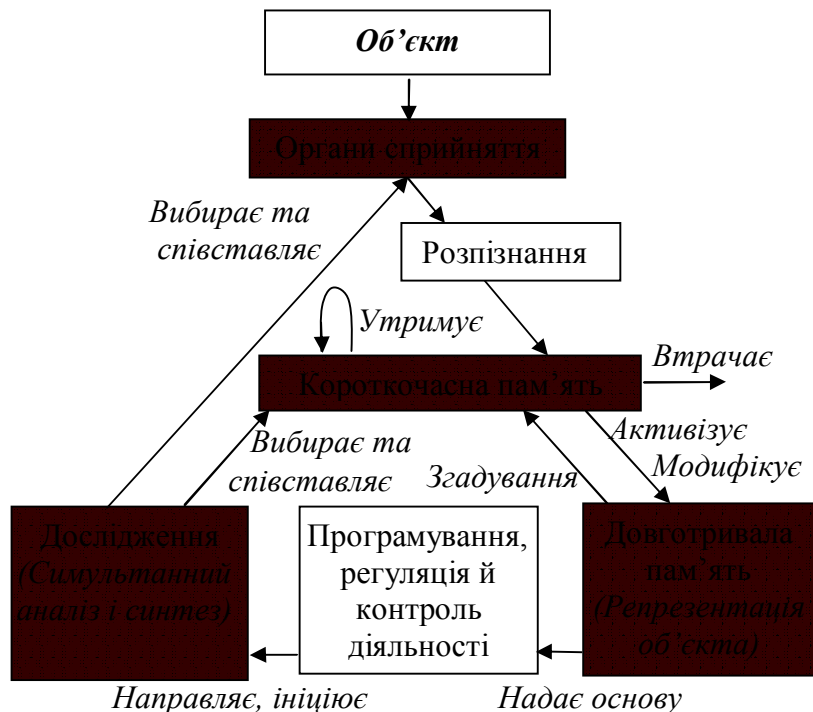 Об’єкт
Органи сприйняття
Вибирає та
співставляє
Розпізнання
Утримує
Короткочасна пам’ять
Втрачає
Вибирає та
співставляє
Згадування
Активізує
Модифікує
Дослідження
(Симультанний
аналіз і синтез)
Програмування,
регуляція й
контроль
діяльності
Довготривала
пам’ять
(Репрезентація
об’єкта)
Направляє, ініціює
Надає основу